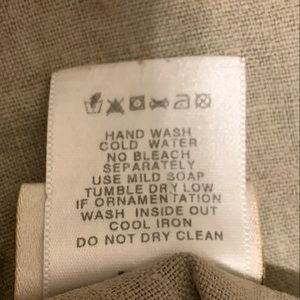 HAND WASH
COLD WATER
NO BLEACH
SEPARATELY
USE MILD SOAP
TUMBLE DRY LOW
IF ORNAMENTATION
WASH INSIDE OUT
COOL IRON
DO NOT DRY CLEAN